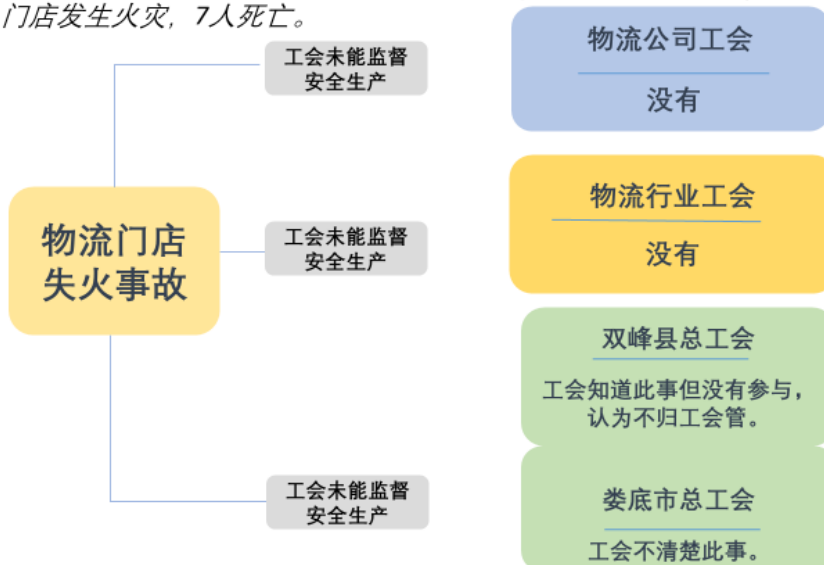 门店发生火灾，7人死亡。
工会未能监督
安全生产
物流公司工会
没有
物流门店
失火事故
工会未能监督
安全生产
物流行业工会
没有
双峰县总工会
工会知道此事但没有参与，
认为不归工会管。
工会未能监督
安全生产
娄底市总工会
工会不清楚此事。